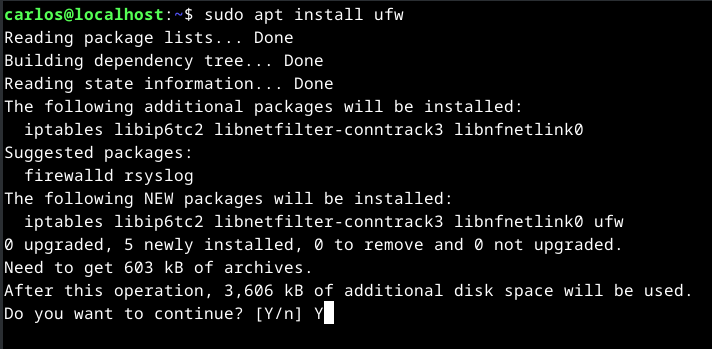 carlos@localhost:~$ sudo apt install ufw
Reading package lists... Done
Building dependency tree... Done
Reading state information... Done
The following additional packages will be installed:
  iptables libip6tc2 libnetfilter-conntrack3 libnfnetlink0
Suggested packages:
  firewalld rsyslog
The following NEW packages will be installed:
  iptables libip6tc2 libnetfilter-conntrack3 libnfnetlink0 ufw
0 upgraded, 5 newly installed, 0 to remove and 0 not upgraded.
Need to get 603 kB of archives.
After this operation, 3,606 kB of additional disk space will be used.
Do you want to continue? [Y/n] Y